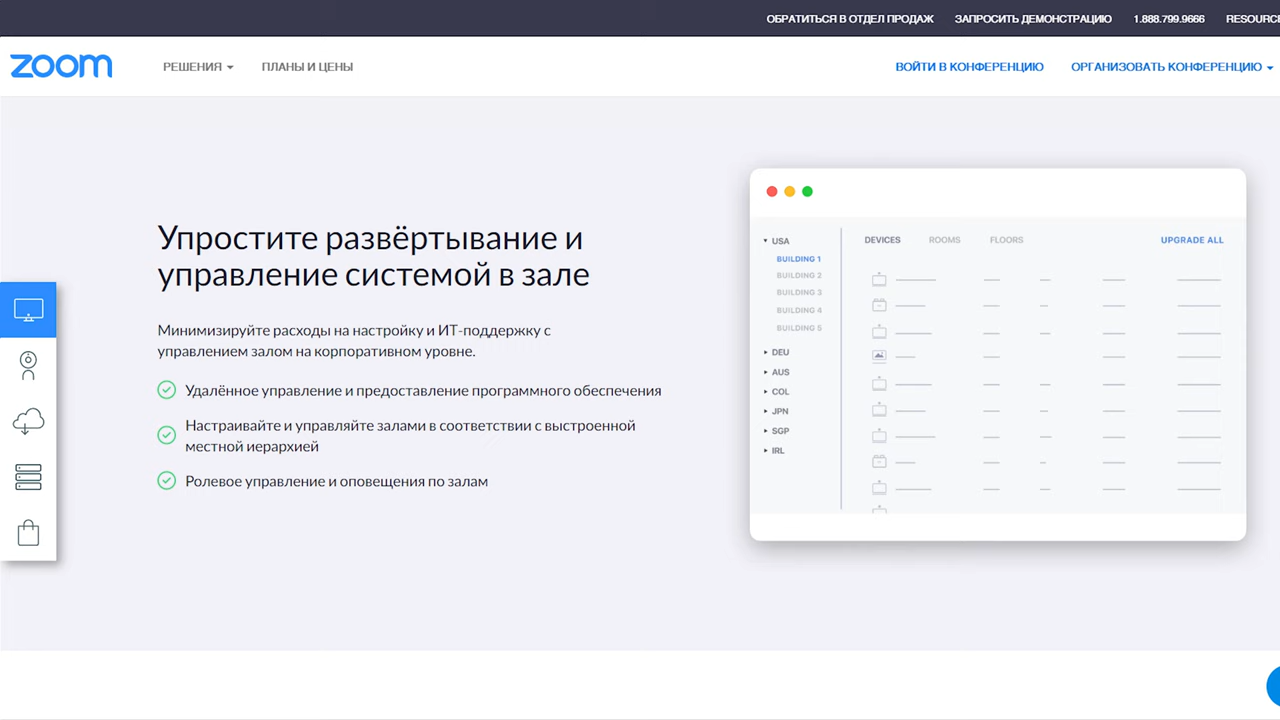 ОБРАТИТЬСЯ В ОТДЕЛ ПРОДАЖ ЗАПРОСИТЬ ДЕМОНСТРАЦИЮ 1.888.799.9666
zoom РЕШЕНИЯ ПЛАНЫ И ЦЕНЫ ВОЙТИ В КОНФЕРЕНЦИЮ ОРГАНИЗОВАТЬ КОНФЕРЕНЦИЮ
Упростите развёртывание и
управление системой в зале
Минимизируйте расходы на настройку и ИТ-поддержку с
управлением залом на корпоративном уровне.
Удалённое управление и предоставление программного обеспечения
Настраивайте и управляйте залами в соответствии с выстроенной
местной иерархией
Ролевое управление и оповещения по залам
USA
BUILDING 1
BUILDING 2
BUILDING 3
BUILDING 4
BUILDING 5
DEU
AUS
COL
JPN
SGP
IRL
DEVICES ROOMS FLOORS UPGRADE ALL